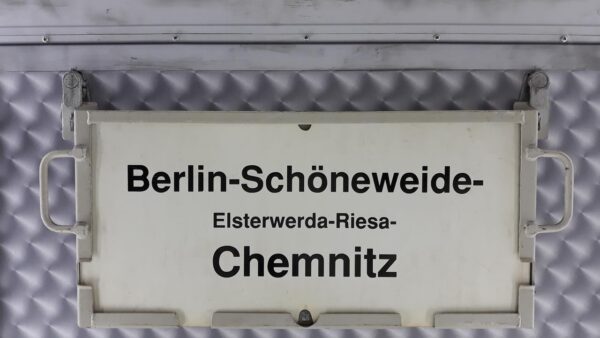 Berlin-Schöneweide-
Elsterwerda-Riesa-
Chemnitz